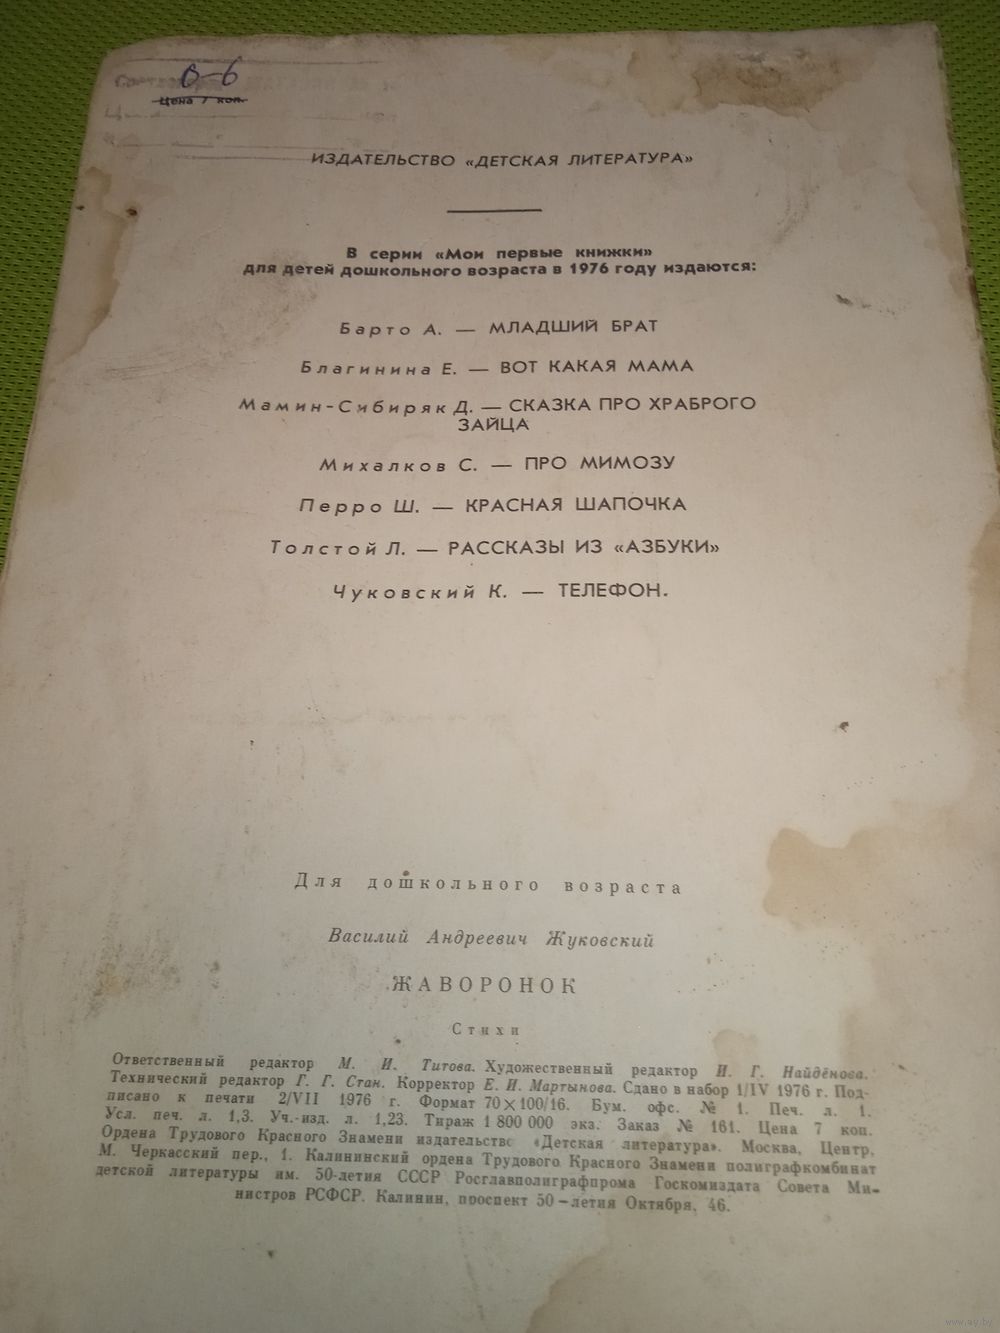 6-6
Цена 7 коп.
ИЗДАТЕЛЬСТВО «ДЕТСКАЯ ЛИТЕРАТУРА»
В серии «Мои первые книжки»
для детей дошкольного возраста в 1976 году издаются:
Барто А. — МЛАДШИЙ БРАТ
Благинина Е. — ВОТ КАКАЯ МАМА
Мамин-Сибиряк Д. — СКАЗКА ПРО ХРАБРОГО
ЗАЙЦА
Михалков С. — ПРО МИМОЗУ
Перро Ш. — КРАСНАЯ ШАПОЧКА
Толстой Л. — РАССКАЗЫ ИЗ «АЗБУКИ»
Чуковский К. — ТЕЛЕФОН.
Для дошкольного возраста
Василий Андреевич Жуковский
ЖАВОРОНОК
Стихи
Ответственный редактор М. И. Титова. Художественный редактор И. Г. Найдёнова.
Технический редактор Г. Г. Стан. Корректор Е. И. Мартынова. Сдано в набор 1/IV 1976 г. Под-
писано к печати 2/VII 1976 г. Формат 70×100/16. Бум. офс. № 1. Печ. л. 1.
Усл. печ. л. 1,3. Уч.-изд. л. 1,23. Тираж 1 800 000 экз. Заказ № 161. Цена 7 коп.
Ордена Трудового Красного Знамени издательство «Детская литература». Москва, Центр,
М. Черкасский пер., 1. Калининский ордена Трудового Красного Знамени полиграфкомбинат
детской литературы им. 50-летия СССР Росглавполиграфпрома Госкомиздата Совета Ми-
нистров РСФСР. Калинин, проспект 50-летия Октября, 46.
www.ay.by